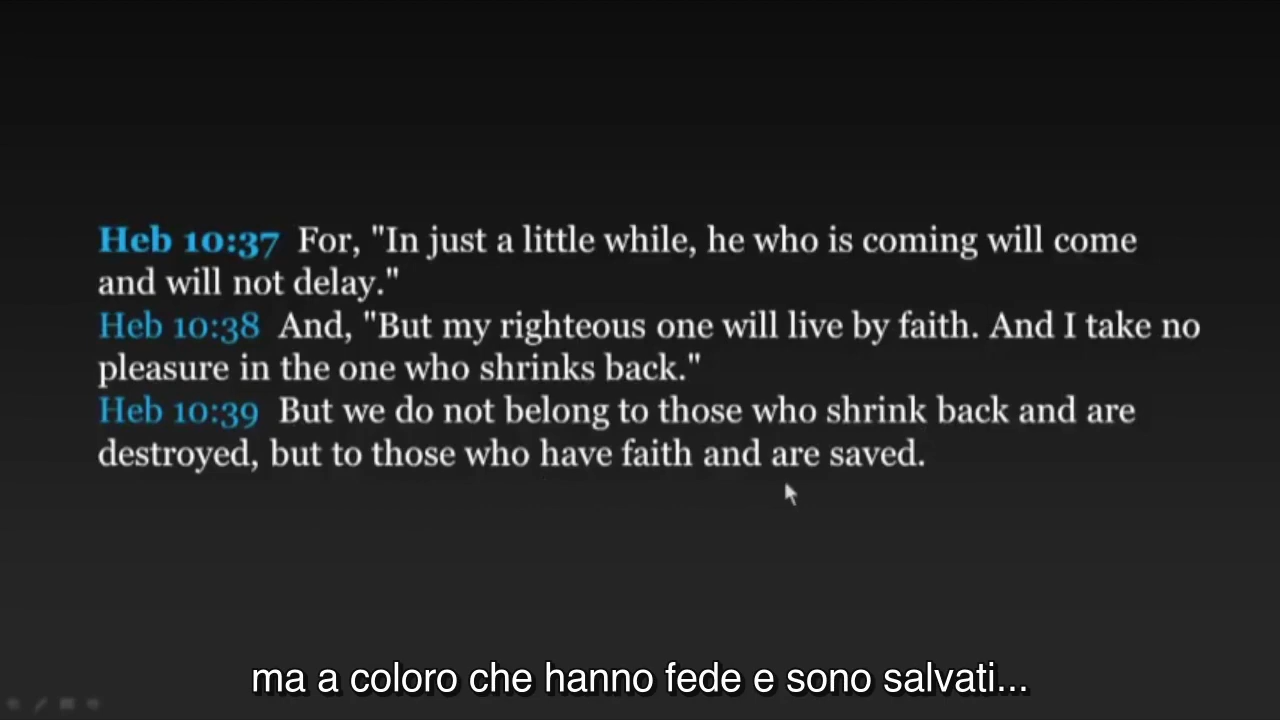 Heb 10:37 For, "In just a little while, he who is coming will come
and will not delay."
Heb 10:38 And, "But my righteous one will live by faith. And I take no
pleasure in the one who shrinks back."
Heb 10:39 But we do not belong to those who shrink back and are
destroyed, but to those who have faith and are saved.
ma a coloro che hanno fede e sono salvati...